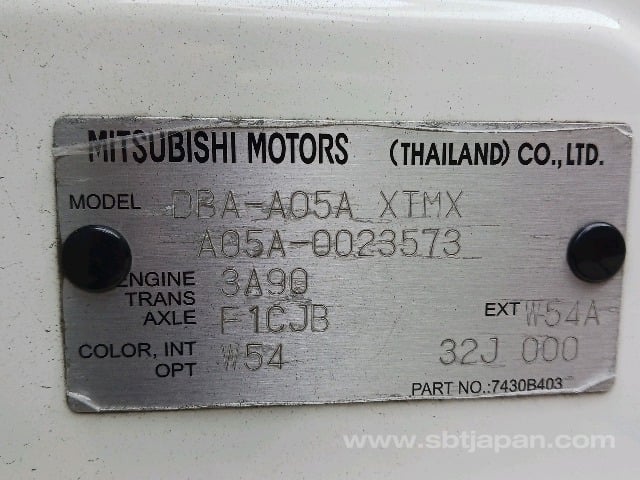 MITSUBISHI MOTORS (THAILAND) CO., LTD.
MODEL DBA-A05A XTMX
A05A-0023573
ENGINE 3A90
TRANS AXLE F1CJB EXT W54A
COLOR, INT OPT W54 32J 000
PART NO.:7430B403
www.sbtjapan.com